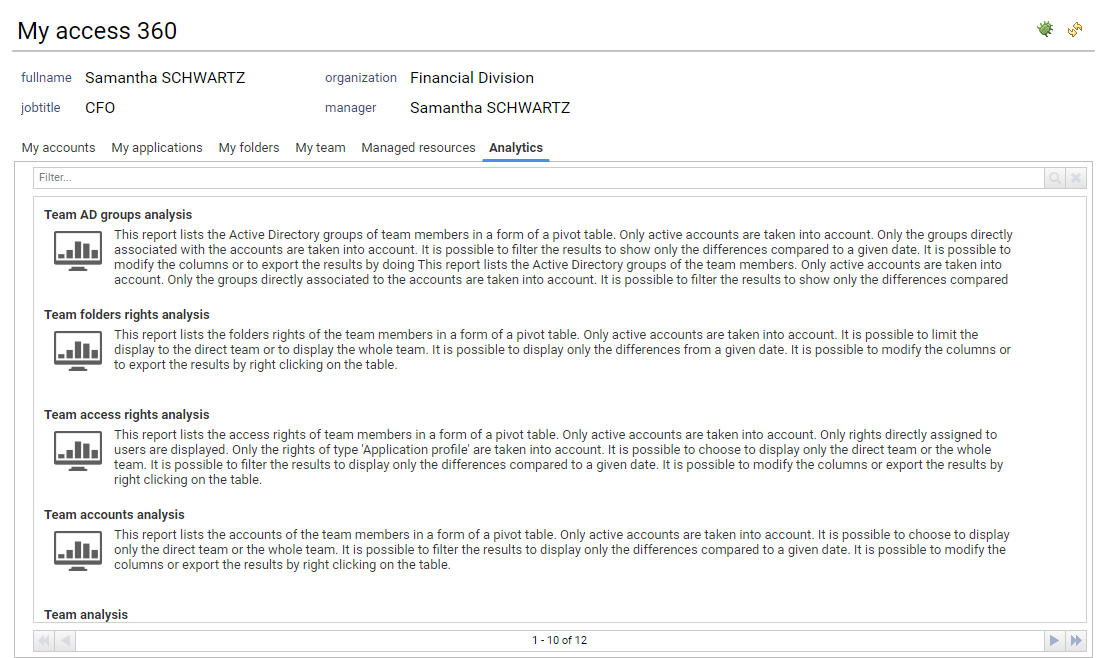 My access 360
fullname Samantha SCHWARTZ organization Financial Division
jobtitle CFO manager Samantha SCHWARTZ
My accounts My applications My folders My team Managed resources Analytics
Filter...
Team AD groups analysis
This report lists the Active Directory groups of team members in a form of a pivot table. Only active accounts are taken into account. Only the groups directly
associated with the accounts are taken into account. It is possible to filter the results to show only the differences compared to a given date. It is possible to
modify the columns or to export the results by doing This report lists the Active Directory groups of the team members. Only active accounts are taken into
account. Only the groups directly associated to the accounts are taken into account. It is possible to filter the results to show only the differences compared
Team folders rights analysis
This report lists the folders rights of the team members in a form of a pivot table. Only active accounts are taken into account. It is possible to limit the
display to the direct team or to display the whole team. It is possible to display only the differences from a given date. It is possible to modify the columns or
to export the results by right clicking on the table.
Team access rights analysis
This report lists the access rights of team members in a form of a pivot table. Only active accounts are taken into account. Only rights directly assigned to
users are displayed. Only the rights of type 'Application profile' are taken into account. It is possible to choose to display only the direct team or the whole
team. It is possible to filter the results to display only the differences compared to a given date. It is possible to modify the columns or export the results by
right clicking on the table.
Team accounts analysis
This report lists the accounts of the team members in a form of a pivot table. Only active accounts are taken into account. It is possible to choose to display
only the direct team or the whole team. It is possible to filter the results to display only the differences compared to a given date. It is possible to modify the
columns or export the results by right clicking on the table.
Team analysis
1 - 10 of 12